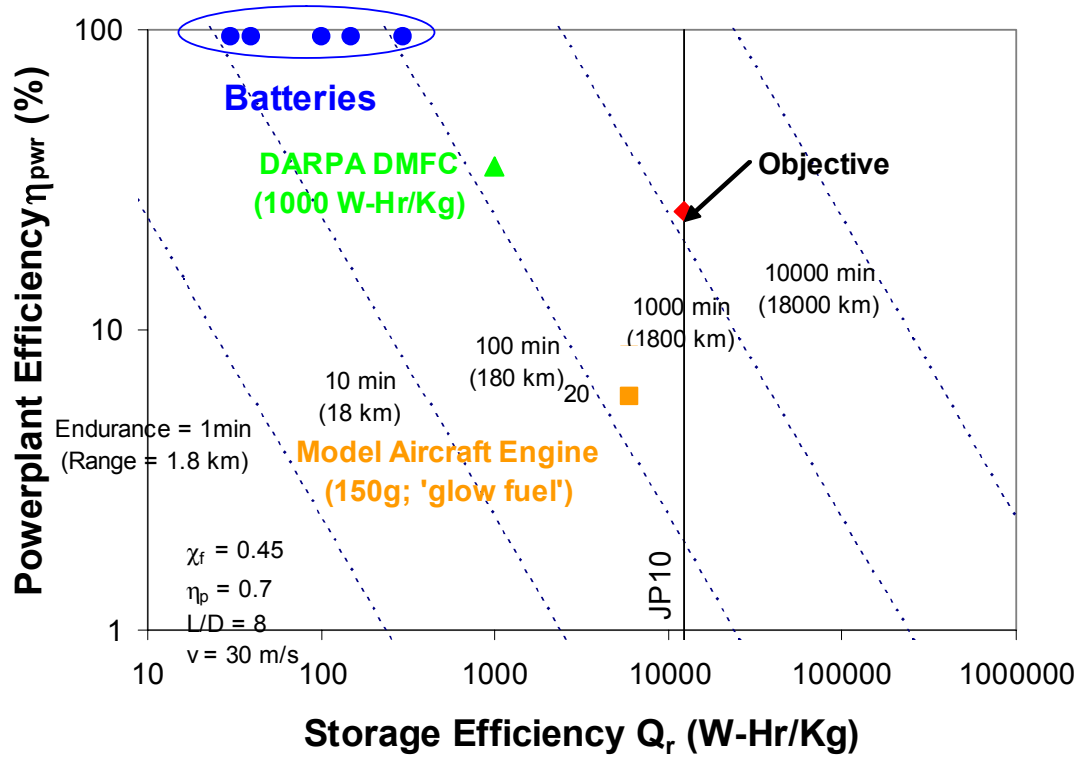 Powerplant Efficiency ηpwr (%)
100
10
1
Batteries
DARPA DMFC
(1000 W-Hr/Kg)
Objective
10000 min
(18000 km)
1000 min
(1800 km)
100 min
(180 km)
20
10 min
(18 km)
Endurance = 1min
(Range = 1.8 km)
Model Aircraft Engine
(150g; 'glow fuel')
χf = 0.45
ηp = 0.7
L/D = 8
v = 30 m/s
JP10
10 100 1000 10000 100000 1000000
Storage Efficiency Qr (W-Hr/Kg)